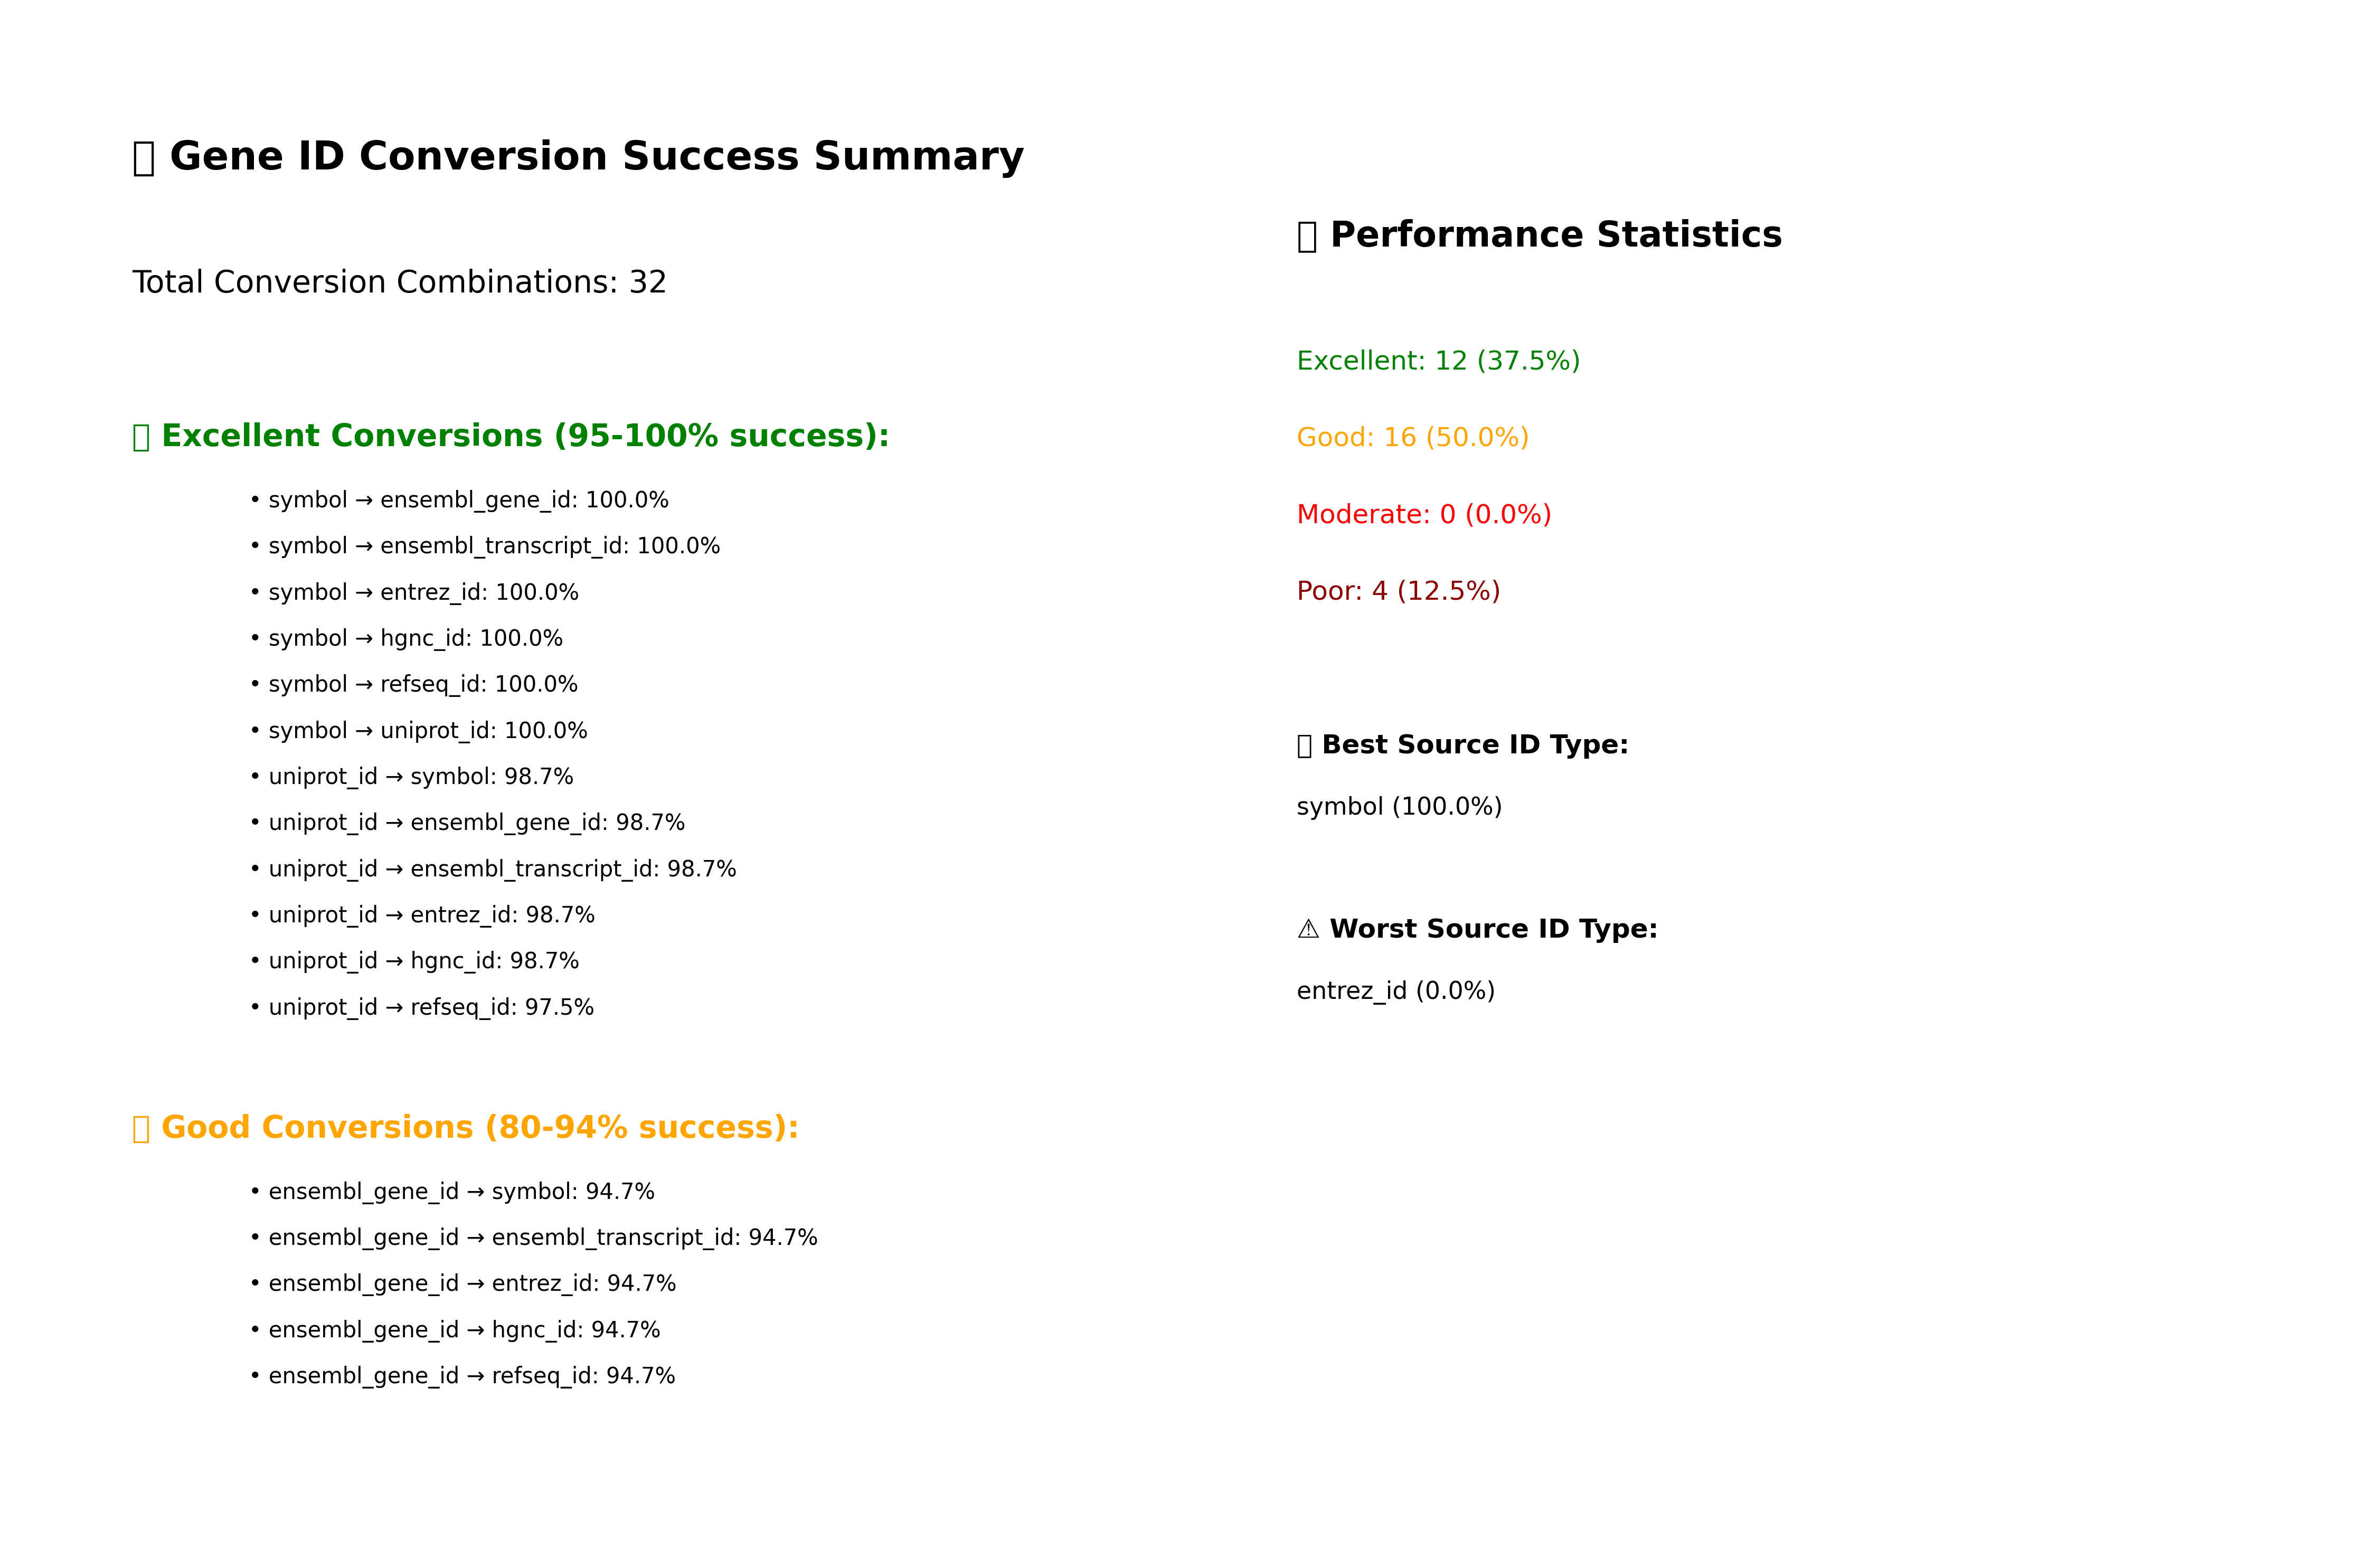 Gene ID Conversion Success Summary
Total Conversion Combinations: 32
Excellent Conversions (95-100% success):
• symbol → ensembl_gene_id: 100.0%
• symbol → ensembl_transcript_id: 100.0%
• symbol → entrez_id: 100.0%
• symbol → hgnc_id: 100.0%
• symbol → refseq_id: 100.0%
• symbol → uniprot_id: 100.0%
• uniprot_id → symbol: 98.7%
• uniprot_id → ensembl_gene_id: 98.7%
• uniprot_id → ensembl_transcript_id: 98.7%
• uniprot_id → entrez_id: 98.7%
• uniprot_id → hgnc_id: 98.7%
• uniprot_id → refseq_id: 97.5%
Good Conversions (80-94% success):
• ensembl_gene_id → symbol: 94.7%
• ensembl_gene_id → ensembl_transcript_id: 94.7%
• ensembl_gene_id → entrez_id: 94.7%
• ensembl_gene_id → hgnc_id: 94.7%
• ensembl_gene_id → refseq_id: 94.7%
Performance Statistics
Excellent: 12 (37.5%)
Good: 16 (50.0%)
Moderate: 0 (0.0%)
Poor: 4 (12.5%)
Best Source ID Type:
symbol (100.0%)
⚠ Worst Source ID Type:
entrez_id (0.0%)